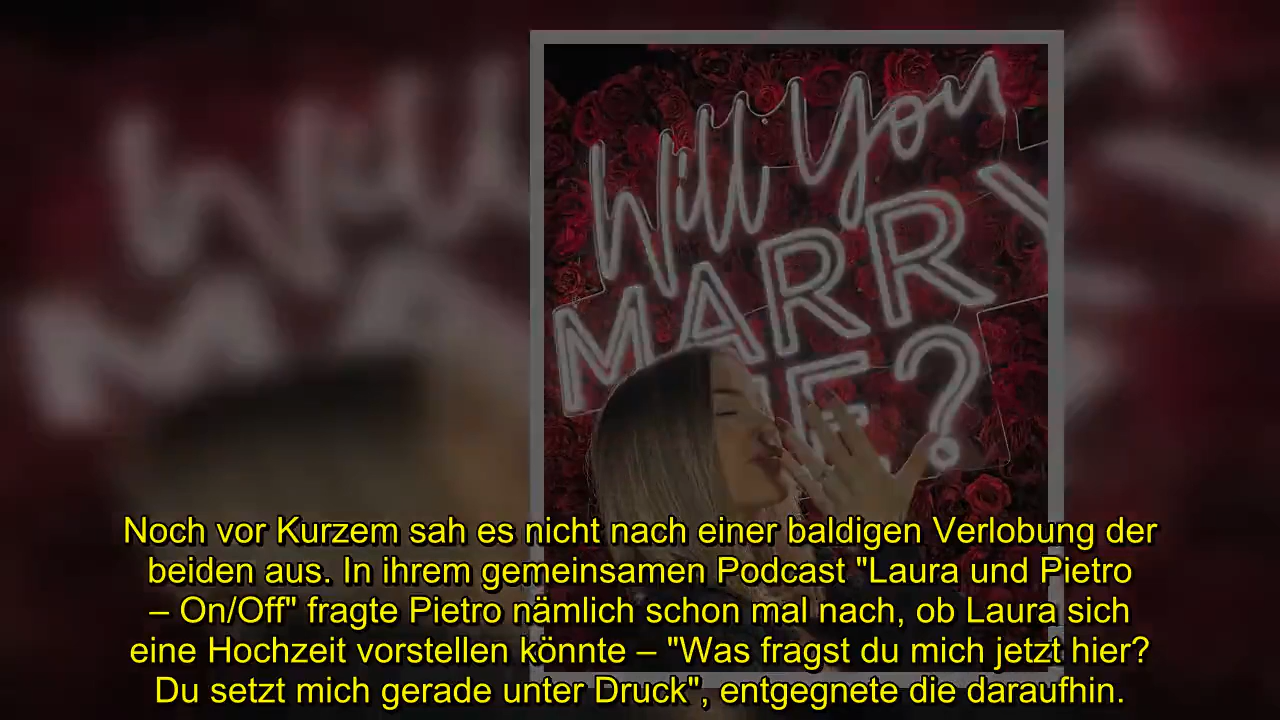 Will You
MARRY
ME?
Noch vor Kurzem sah es nicht nach einer baldigen Verlobung der
beiden aus. In ihrem gemeinsamen Podcast "Laura und Pietro
– On/Off" fragte Pietro nämlich schon mal nach, ob Laura sich
eine Hochzeit vorstellen könnte – "Was fragst du mich jetzt hier?
Du setzt mich gerade unter Druck", entgegnete die daraufhin.